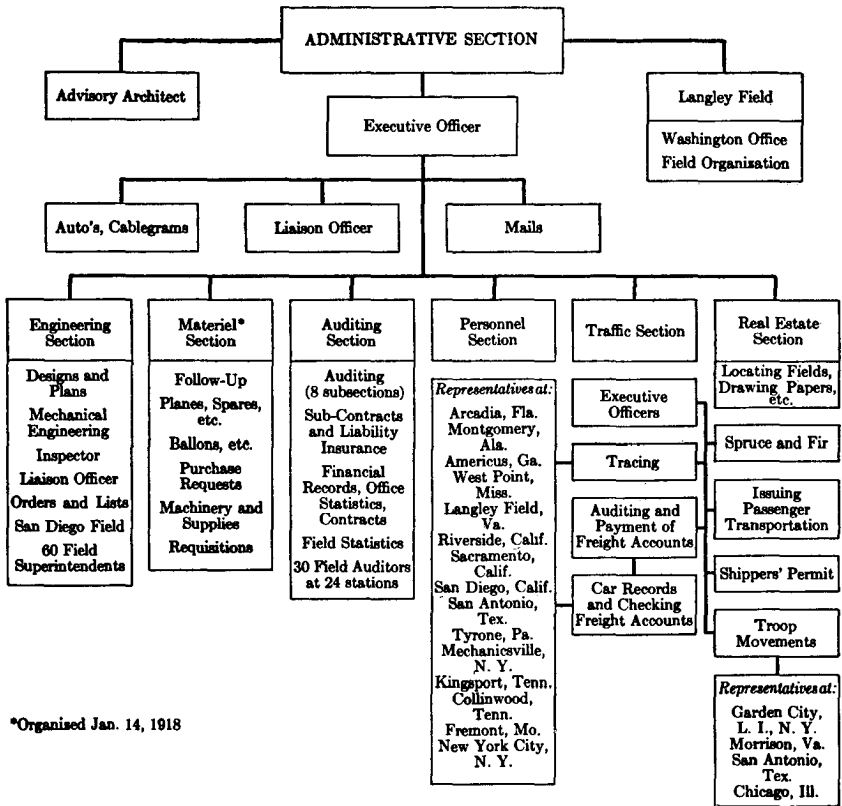 ADMINISTRATIVE SECTION
Advisory Architect
Langley Field
Washington Office
Field Organization
Executive Officer
Auto's, Cablegrams
Liaison Officer
Mails
Engineering
Section
Designs and
Plans
Mechanical
Engineering
Inspector
Liaison Officer
Orders and Lists
San Diego Field
60 Field
Superintendents
Materiel*
Section
Follow-Up
Planes, Spares,
etc.
Ballons, etc.
Purchase
Requests
Machinery and
Supplies
Requisitions
Auditing
Section
Auditing
(8 subsections)
Sub-Contracts
and Liability
Insurance
Financial
Records, Office
Statistics,
Contracts
Field Statistics
30 Field Auditors
at 24 stations
Personnel
Section
Representatives at:
Arcadia, Fla.
Montgomery,
Ala.
Americus, Ga.
West Point,
Miss.
Langley Field,
Va.
Riverside, Calif.
Sacramento,
Calif.
San Diego, Calif.
San Antonio,
Tex.
Tyrone, Pa.
Mechanicsville,
N. Y.
Kingsport, Tenn.
Collinwood,
Tenn.
Fremont, Mo.
New York City,
N. Y.
Traffic Section
Executive
Officers
Tracing
Auditing and
Payment of
Freight Accounts
Car Records
and Checking
Freight Accounts
Real Estate
Section
Locating Fields,
Drawing Papers,
etc.
Spruce and Fir
Issuing
Passenger
Transportation
Shippers' Permit
Troop
Movements
Representatives at:
Garden City,
L. I., N. Y.
Morrison, Va.
San Antonio,
Tex.
Chicago, Ill.
*Organised Jan. 14, 1918